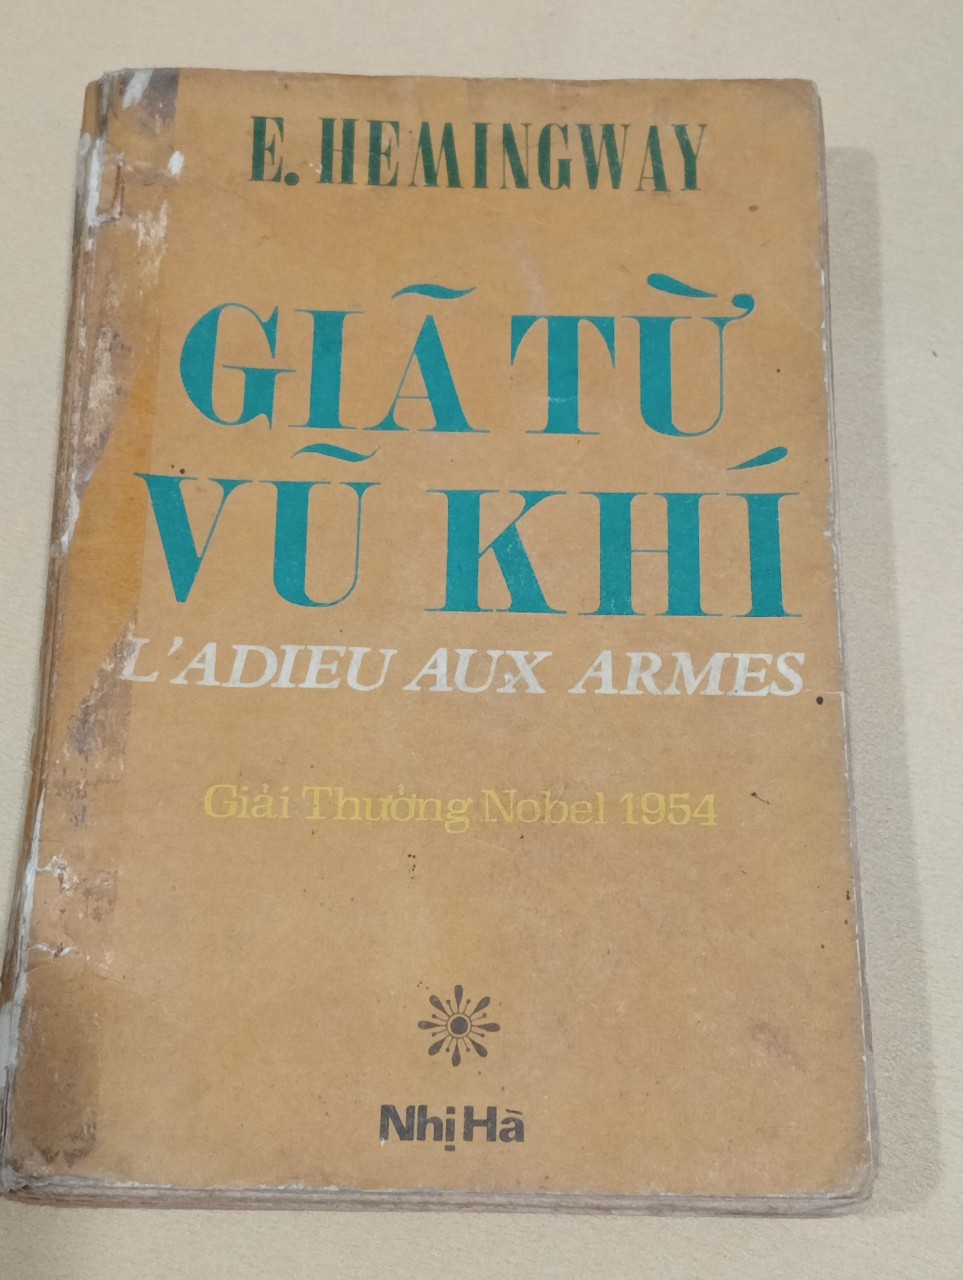 E. HEMINGWAY
GIÃ TỪ
VŨ KHÍ
L'ADIEU AUX ARMES
Giải Thưởng Nobel 1954
Nhị Hà